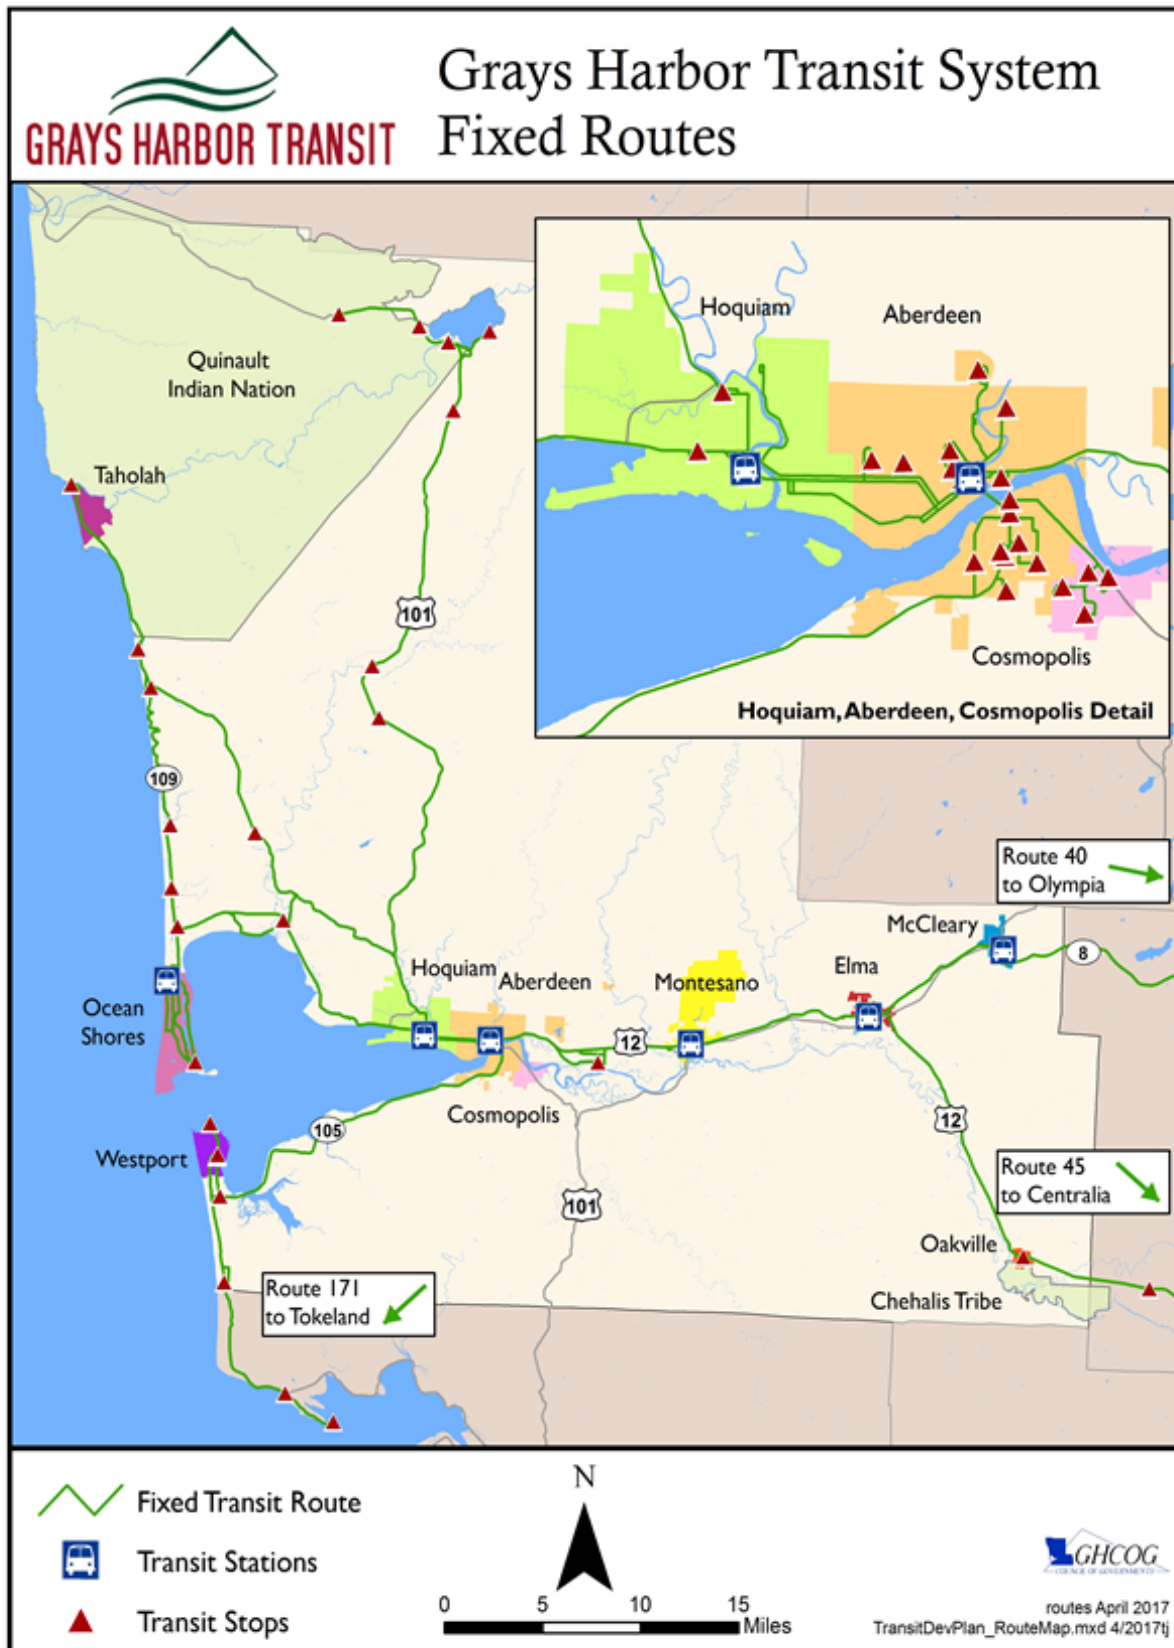 GRAYS HARBOR TRANSIT
Grays Harbor Transit System
Fixed Routes
Hoquiam
Aberdeen
Cosmopolis
Hoquiam, Aberdeen, Cosmopolis Detail
Quinault
Indian Nation
Taholah
101
109
Route 40
to Olympia
McCleary
8
Elma
Hoquiam
Aberdeen
Montesano
Ocean
Shores
12
Cosmopolis
105
12
Westport
101
Route 45
to Centralia
Oakville
Route 171
to Tokeland
Chehalis Tribe
Fixed Transit Route
Transit Stations
Transit Stops
N
0 5 10 15
Miles
GHCOG
COUNCIL OF GOVERNMENTS
routes April 2017
TransitDevPlan_RouteMap.mxd 4/2017tj